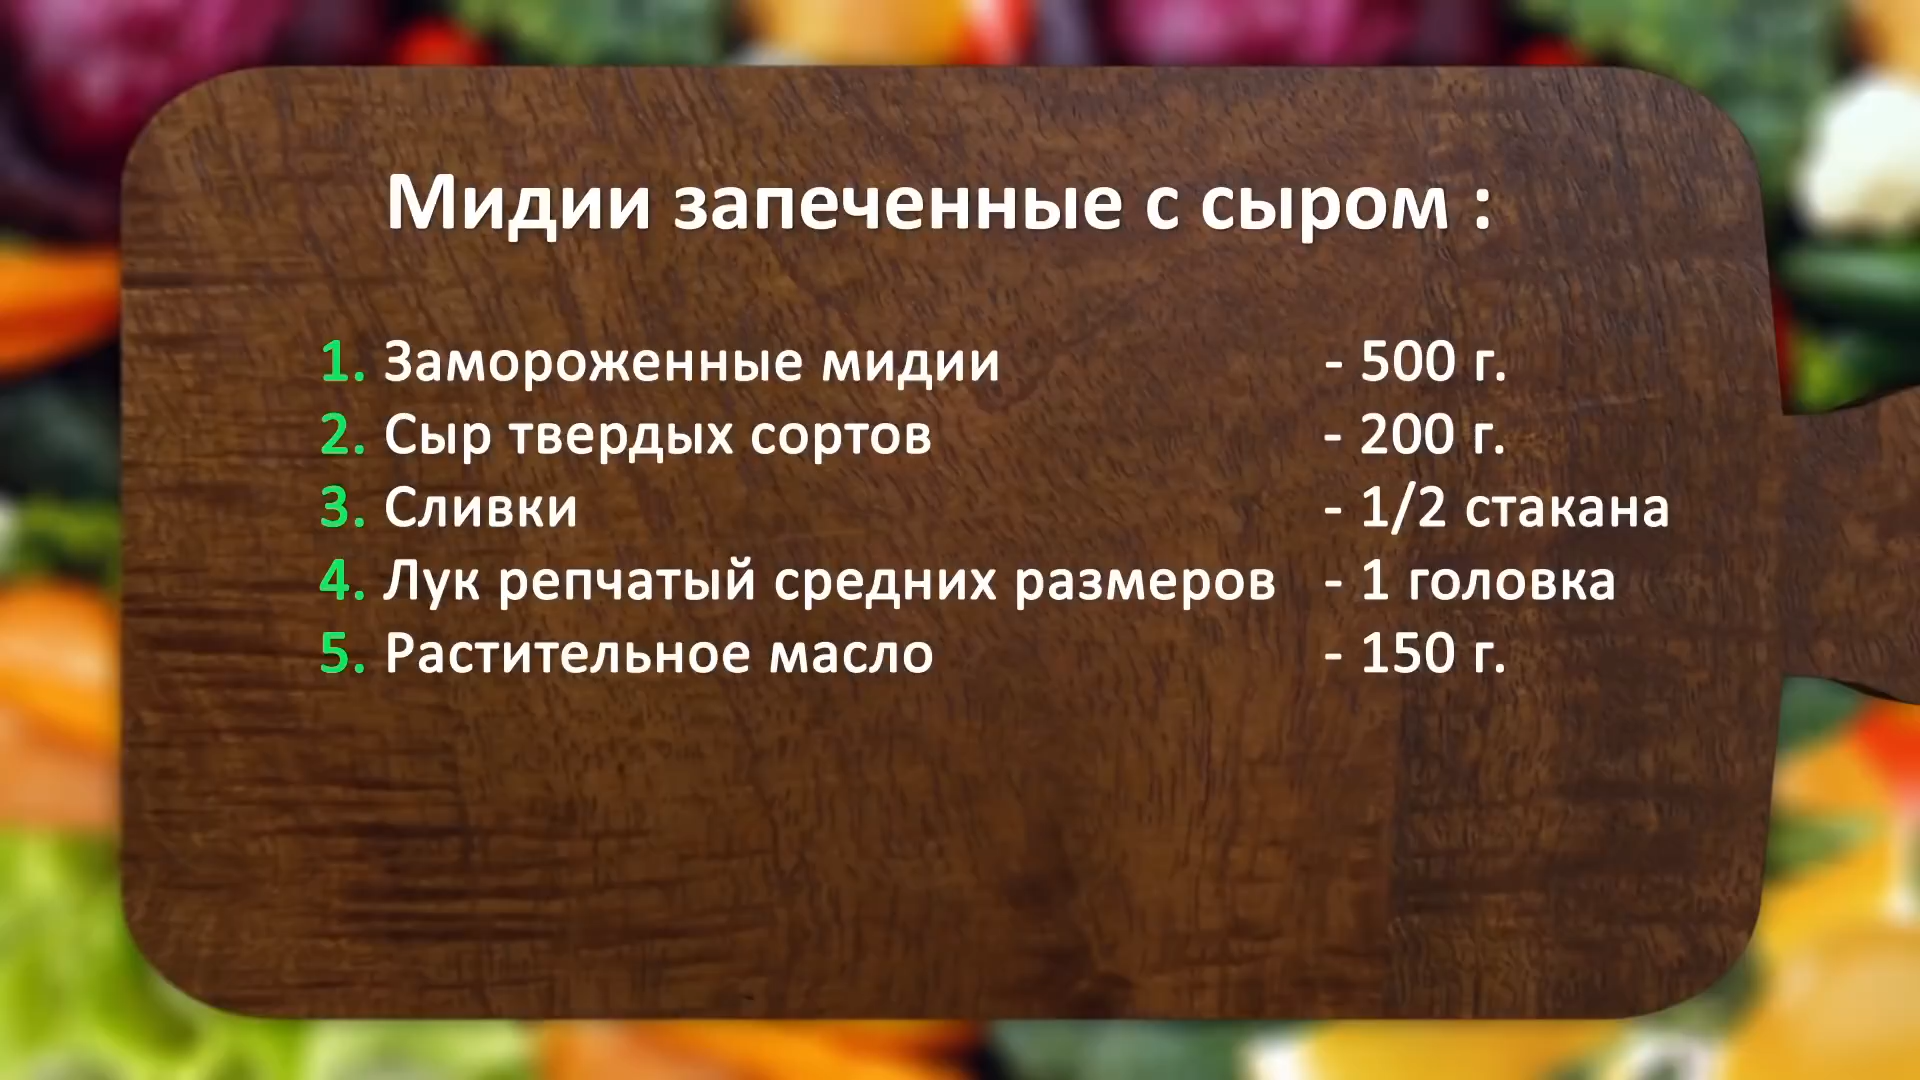 Мидии запеченные с сыром :
1. Замороженные мидии - 500 г.
2. Сыр твердых сортов - 200 г.
3. Сливки - 1/2 стакана
4. Лук репчатый средних размеров - 1 головка
5. Растительное масло - 150 г.